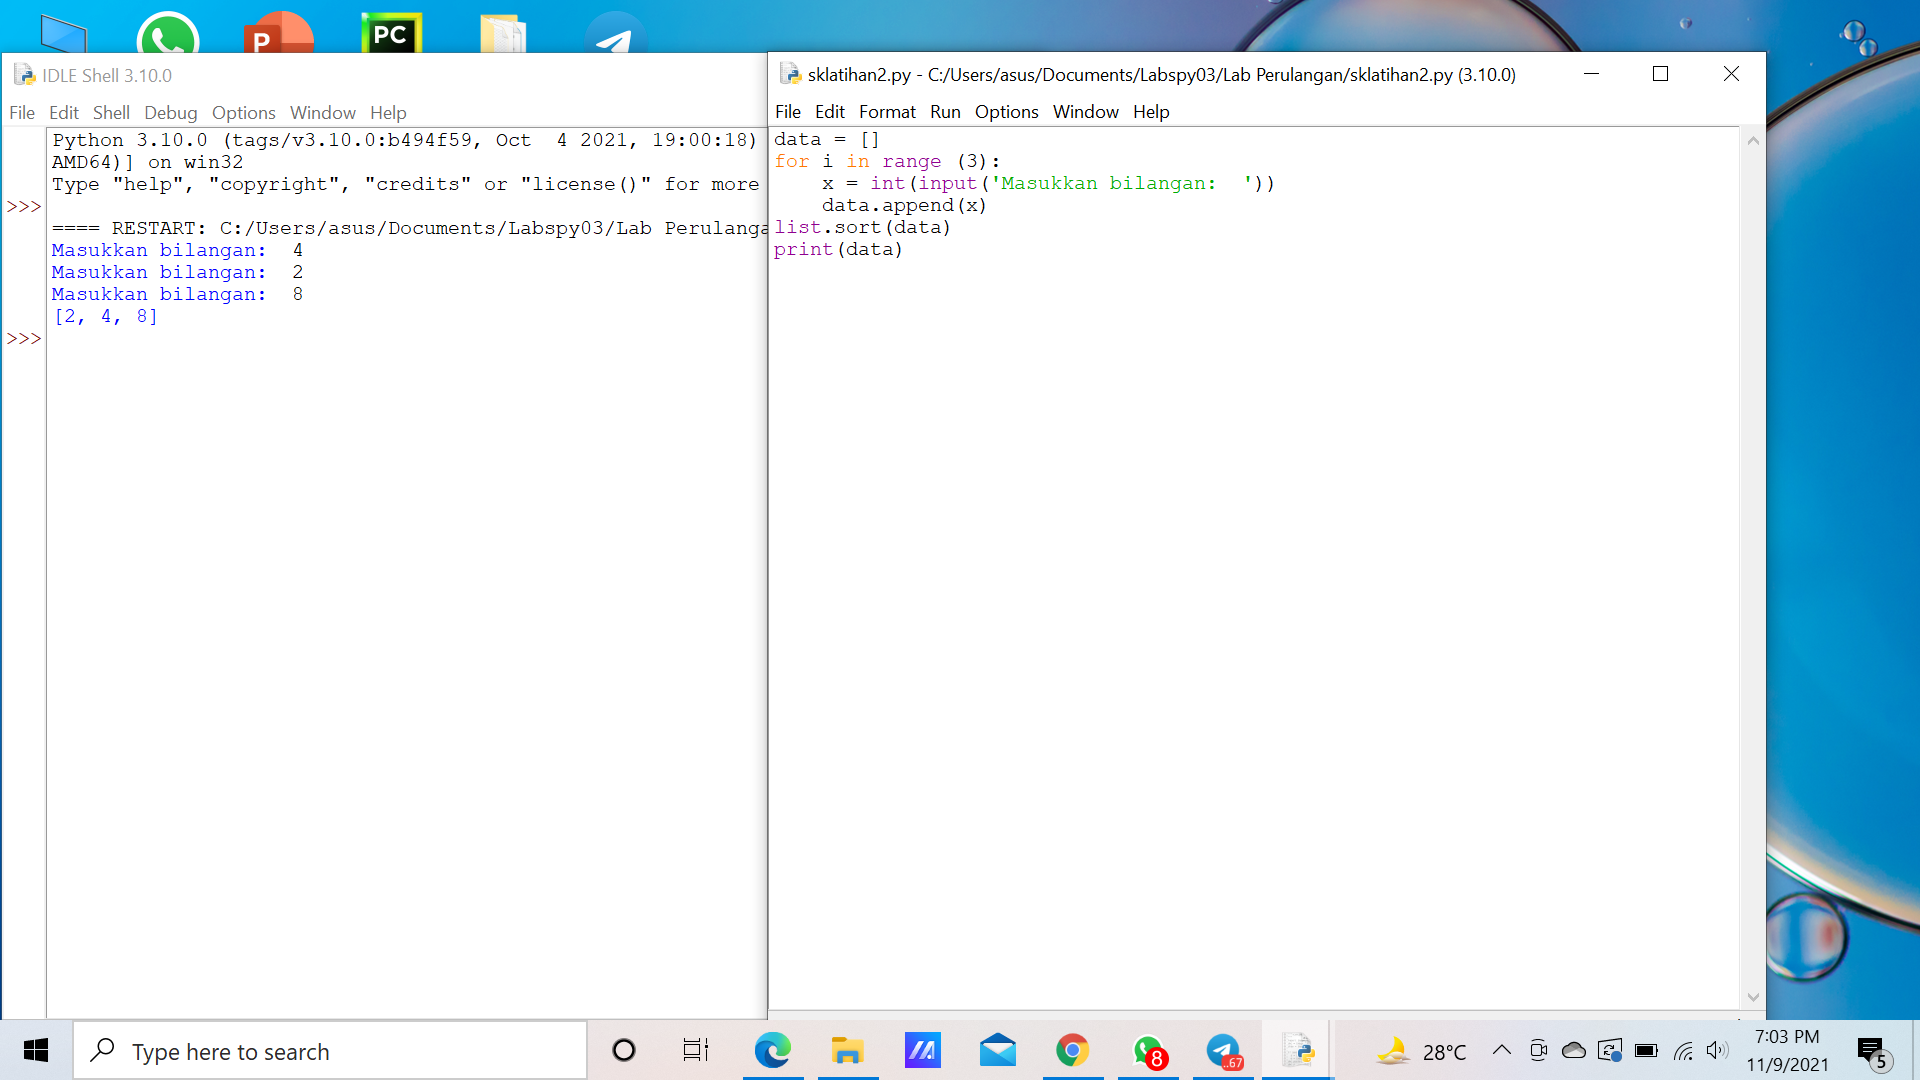 P
PC
IDLE Shell 3.10.0
File Edit Shell Debug Options Window Help
Python 3.10.0 (tags/v3.10.0:b494f59, Oct  4 2021, 19:00:18)
AMD64)] on win32
Type "help", "copyright", "credits" or "license()" for more
>>>
==== RESTART: C:/Users/asus/Documents/Labspy03/Lab Perulanga
Masukkan bilangan:  4
Masukkan bilangan:  2
Masukkan bilangan:  8
[2, 4, 8]
>>>
sklatihan2.py - C:/Users/asus/Documents/Labspy03/Lab Perulangan/sklatihan2.py (3.10.0)
File Edit Format Run Options Window Help
data = []
for i in range (3):
    x = int(input('Masukkan bilangan:  '))
    data.append(x)
list.sort(data)
print(data)
Type here to search
8
..67
28°C
7:03 PM
11/9/2021
5